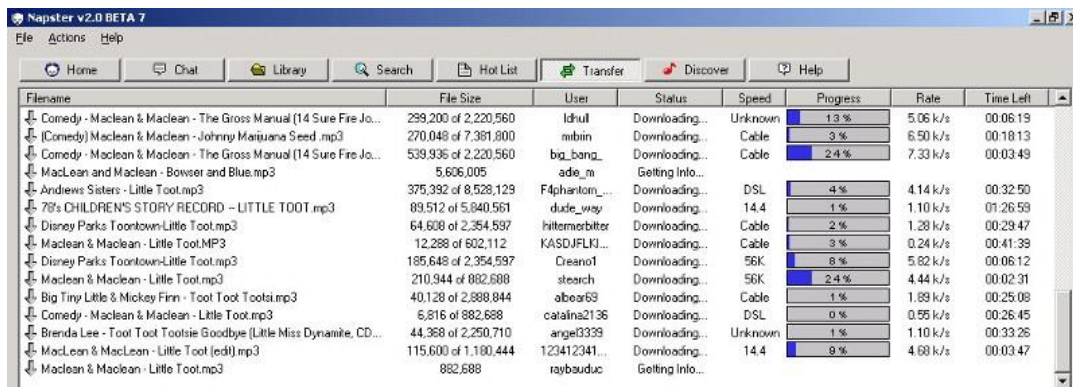 Napster v2.0 BETA 7
File Actions Help
Home Chat Library Search Hot List Transfer Discover Help
Filename File Size User Status Speed Progress Rate Time Left
Comedy - Maclean & Maclean - The Gross Manual (14 Sure Fire Jo... 299,200 of 2,220,560 ldhull Downloading... Unknown 13 % 5.06 k/s 00:06:19
(Comedy) Maclean & Maclean - Johnny Marijuana Seed .mp3 270,048 of 7,381,800 mrbiin Downloading... Cable 3 % 6.50 k/s 00:18:13
Comedy - Maclean & Maclean - The Gross Manual (14 Sure Fire Jo... 539,936 of 2,220,560 big_bang_ Downloading... Cable 24 % 7.33 k/s 00:03:49
MacLean and Maclean - Bowser and Blue.mp3 5,606,005 adie_m Getting Info...
Andrews Sisters - Little Toot.mp3 375,392 of 8,528,129 F4phantom_... Downloading... DSL 4 % 4.14 k/s 00:32:50
78's CHILDREN'S STORY RECORD -- LITTLE TOOT.mp3 89,512 of 5,840,561 dude_way Downloading... 14.4 1 % 1.10 k/s 01:26:59
Disney Parks Toontown-Little Toot.mp3 64,608 of 2,354,597 hittermerbitter Downloading... Cable 2 % 1.28 k/s 00:29:47
Maclean & Maclean - Little Toot.MP3 12,288 of 602,112 KASDJFLKJ... Downloading... Cable 3 % 0.24 k/s 00:41:39
Disney Parks Toontown-Little Toot.mp3 185,648 of 2,354,597 Creano1 Downloading... 56K 8 % 5.82 k/s 00:06:12
Maclean & Maclean - Little Toot.mp3 210,944 of 882,688 stearch Downloading... 56K 24 % 4.44 k/s 00:02:31
Big Tiny Little & Mickey Finn - Toot Toot Tootsi.mp3 40,128 of 2,888,844 abear69 Downloading... Cable 1 % 1.89 k/s 00:25:08
Comedy - Maclean & Maclean - Little Toot.mp3 6,816 of 882,688 catalina2136 Downloading... DSL 0 % 0.55 k/s 00:26:45
Brenda Lee - Toot Toot Tootsie Goodbye (Little Miss Dynamite, CD... 44,368 of 2,250,710 angel3339 Downloading... Unknown 1 % 1.10 k/s 00:33:26
MacLean & MacLean - Little Toot (edit).mp3 115,600 of 1,180,444 123412341... Downloading... 14.4 9 % 4.68 k/s 00:03:47
Maclean & Maclean - Little Toot.mp3 882,688 raybauduc Getting Info...